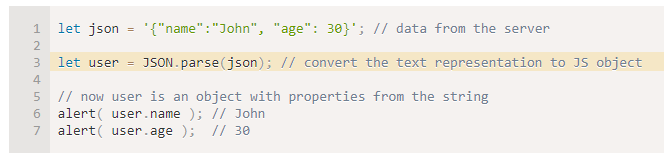 1 let json = '{"name":"John", "age": 30}'; // data from the server
2
3 let user = JSON.parse(json); // convert the text representation to JS object
4
5 // now user is an object with properties from the string
6 alert( user.name ); // John
7 alert( user.age );  // 30